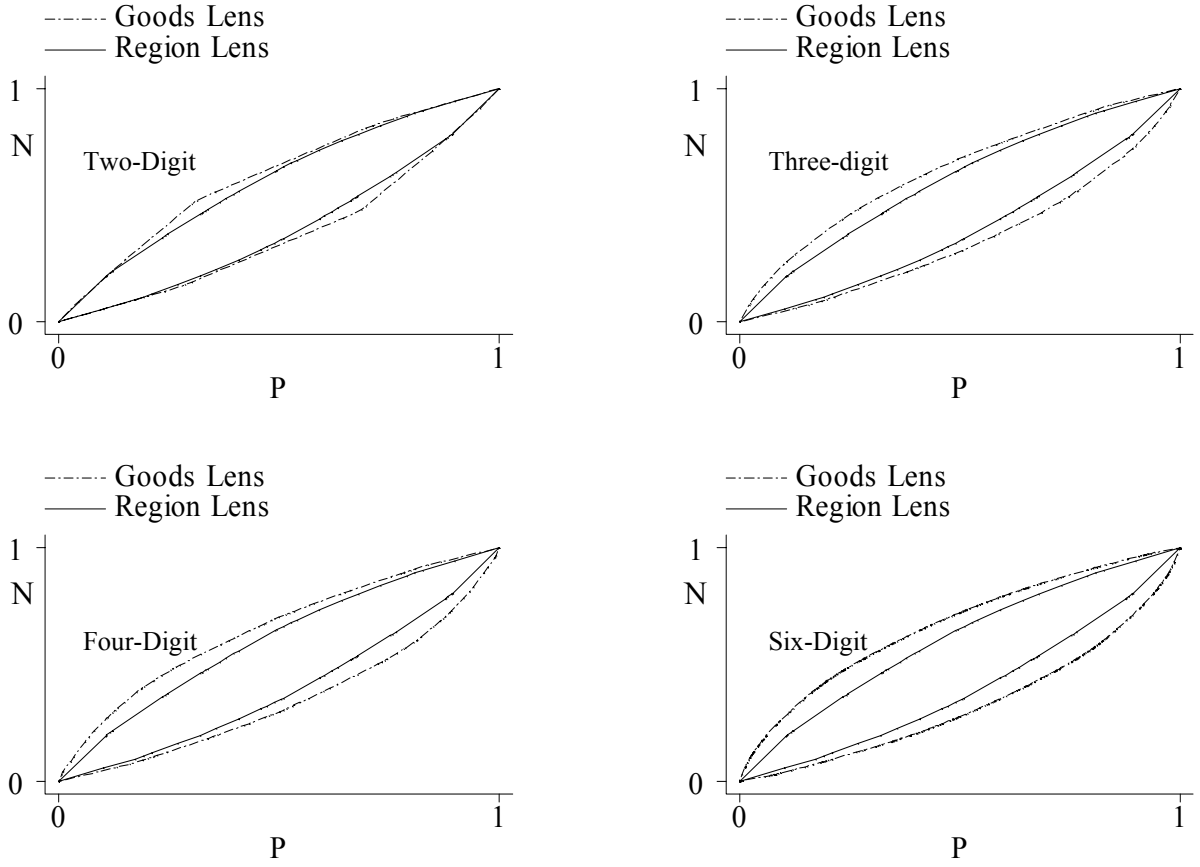 Goods Lens
Region Lens
1
N
Two-Digit
0
0 1
P
Goods Lens
Region Lens
1
N
Three-digit
0
0 1
P
Goods Lens
Region Lens
1
N
Four-Digit
0
0 1
P
Goods Lens
Region Lens
1
N
Six-Digit
0
0 1
P